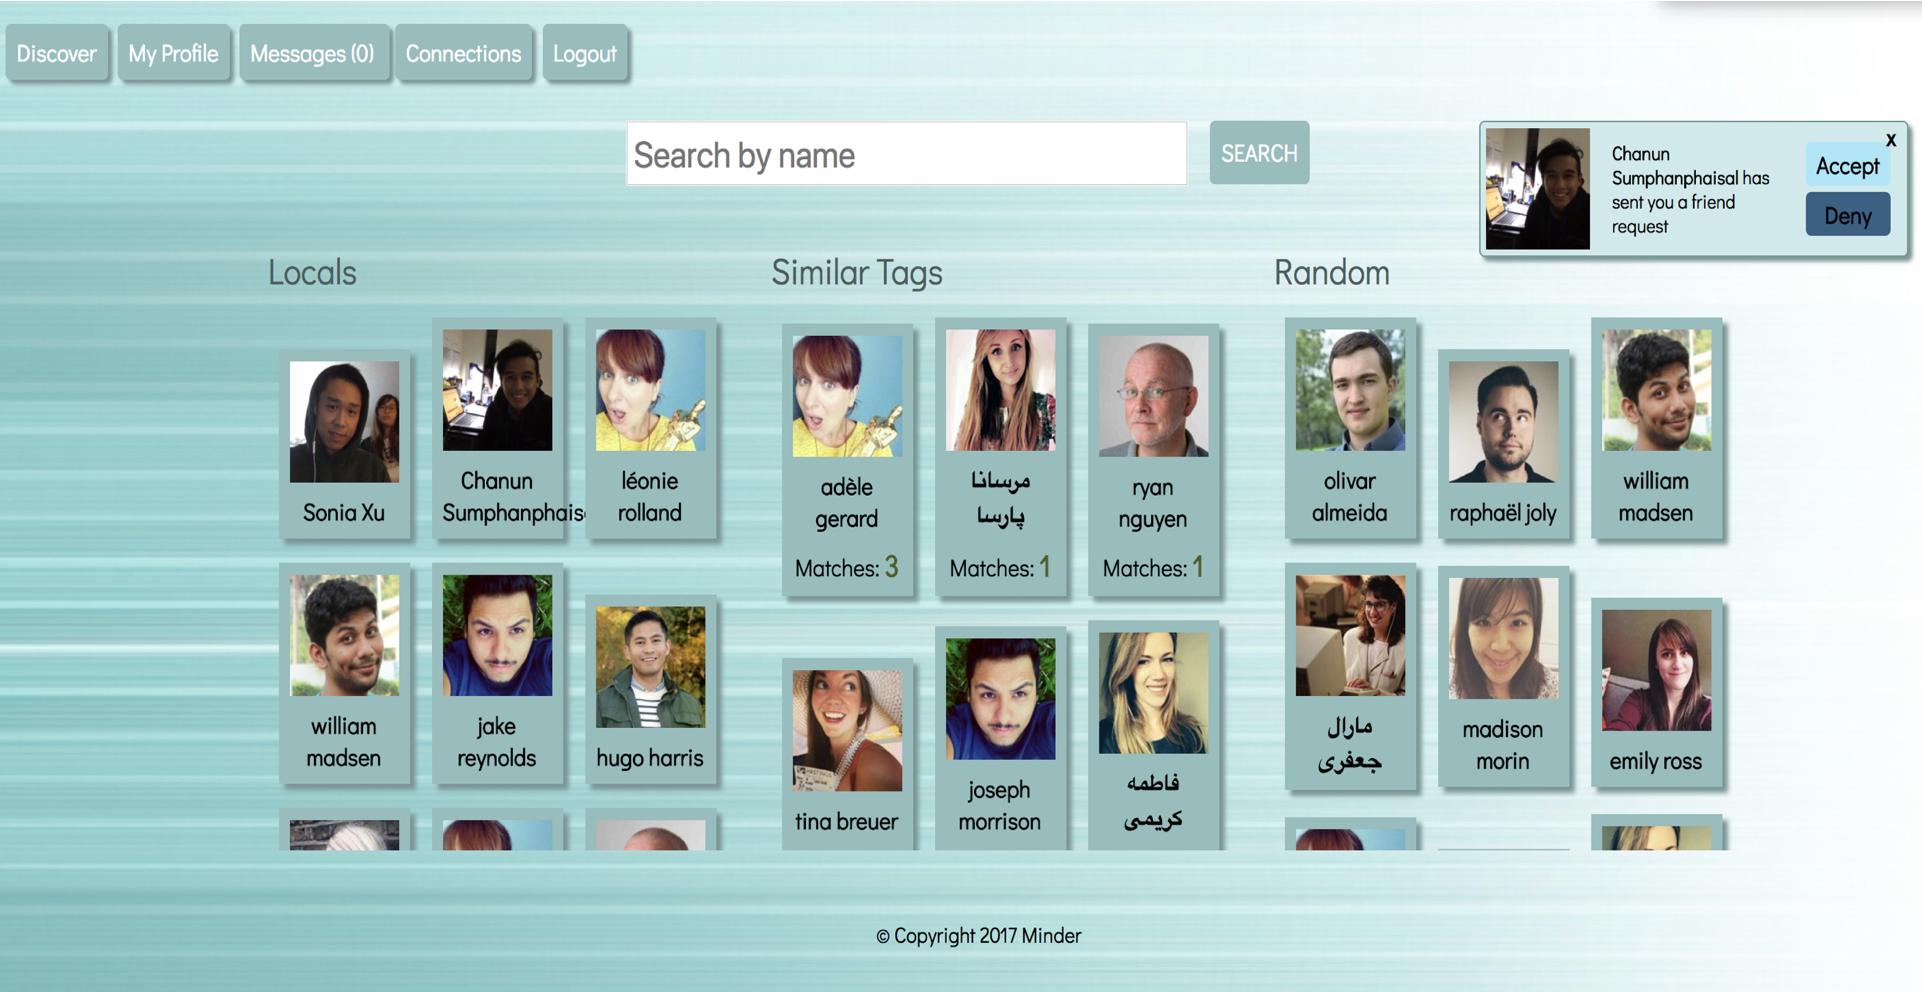 Discover
My Profile
Messages (0)
Connections
Logout
Search by name
SEARCH
Chanun
Sumphanphaisal has
sent you a friend
request
x
Accept
Deny
Locals
Sonia Xu
Chanun
Sumphanphais
léonie
rolland
william
madsen
jake
reynolds
hugo harris
Similar Tags
adèle
gerard
Matches: 3
مرسانا
پارسا
Matches: 1
ryan
nguyen
Matches: 1
tina breuer
joseph
morrison
فاطمه
کریمی
Random
olivar
almeida
raphaël joly
william
madsen
مارال
جعفری
madison
morin
emily ross
© Copyright 2017 Minder